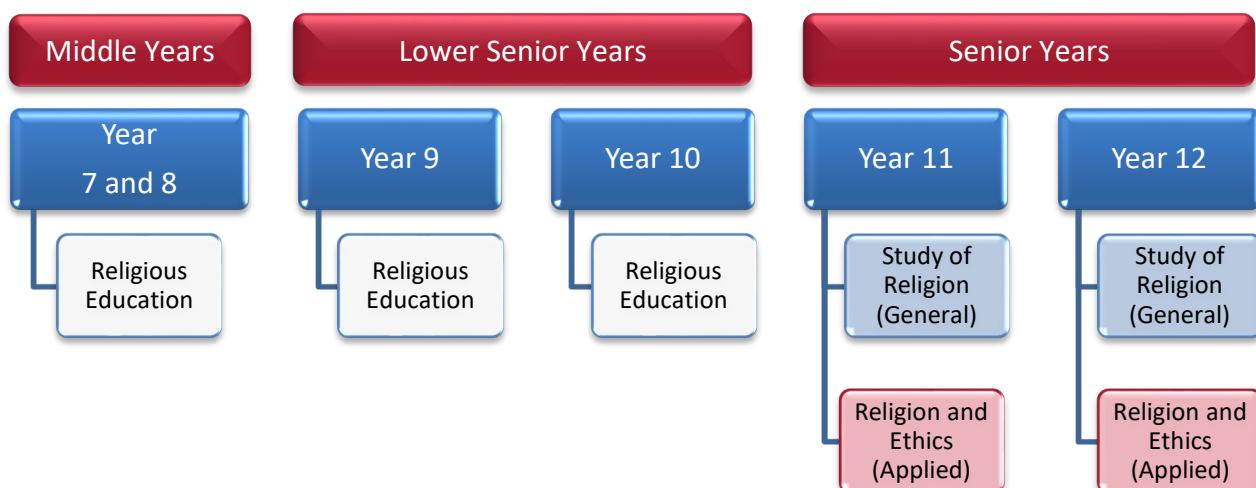 Middle Years
Lower Senior Years
Senior Years
Year
7 and 8
Year 9
Year 10
Year 11
Year 12
Religious
Education
Religious
Education
Religious
Education
Study of
Religion
(General)
Study of
Religion
(General)
Religion and
Ethics
(Applied)
Religion and
Ethics
(Applied)